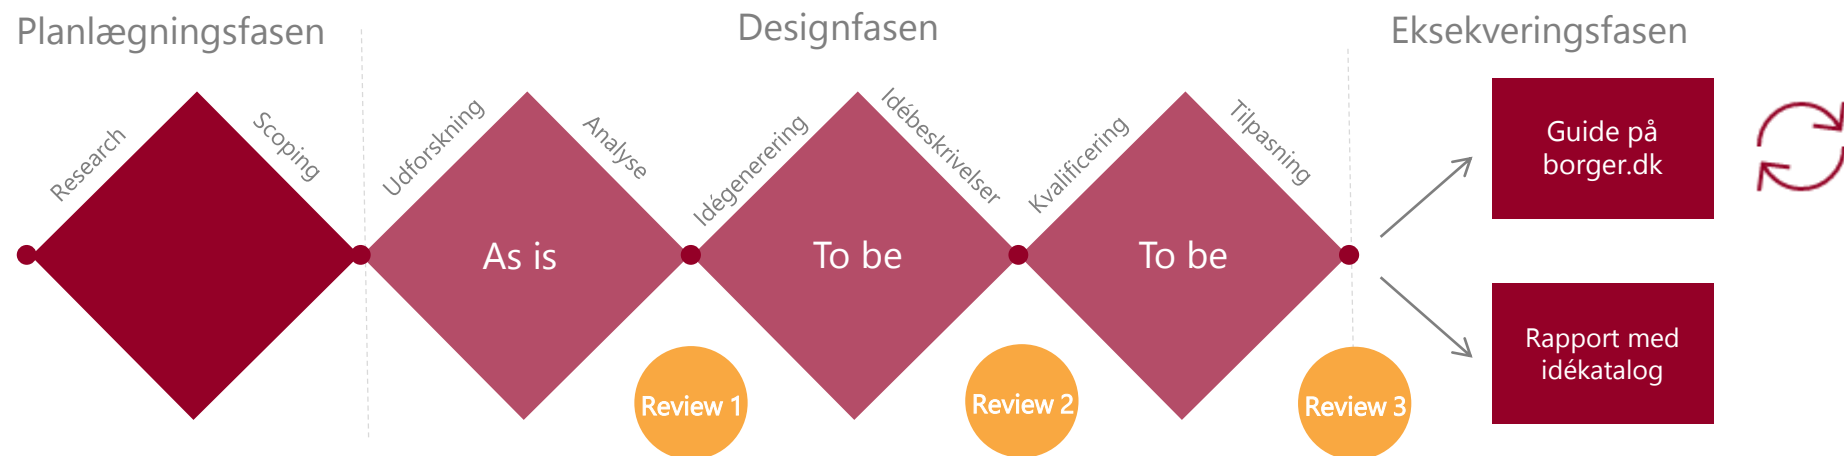 Planlægningsfasen
Designfasen
Eksekveringsfasen
Research
Scoping
Udforskning
Analyse
Idégenerering
Idébeskrivelser
Kvalificering
Tilpasning
As is
To be
To be
Guide på
borger.dk
Rapport med
idékatalog
Review 1
Review 2
Review 3